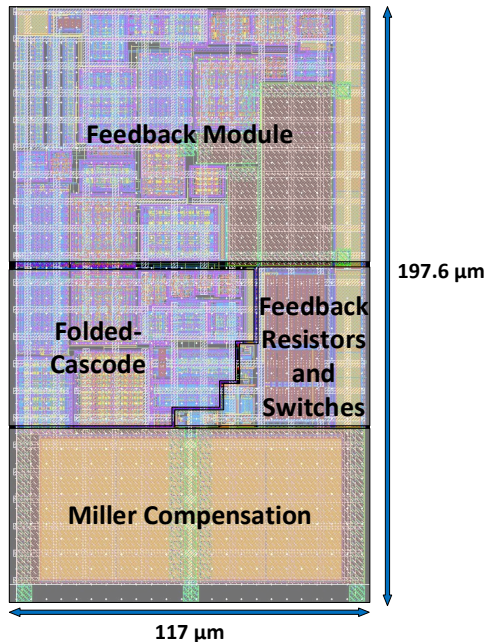 Feedback Module
197.6 µm
Folded-
Cascode
Feedback
Resistors
and
Switches
Miller Compensation
117 µm